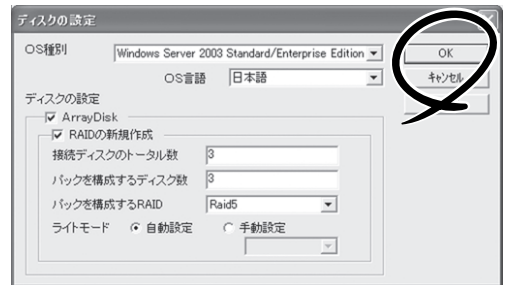 ディスクの設定
OS種別
Windows Server 2003 Standard/Enterprise Edition
OK
OS言語
日本語
キャンセル
ディスクの設定
ArrayDisk
RAIDの新規作成
接続ディスクのトータル数
3
パックを構成するディスク数
3
パックを構成するRAID
Raid5
ライトモード
自動設定
手動設定